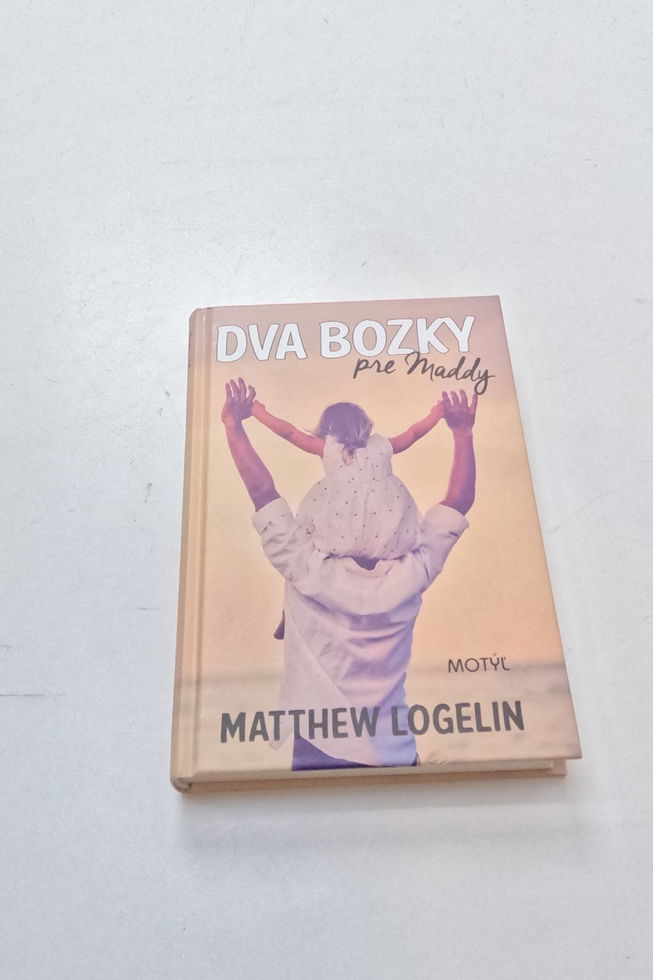 DVA BOZKY
pre Maddy
MOTÝĽ
MATTHEW LOGELIN